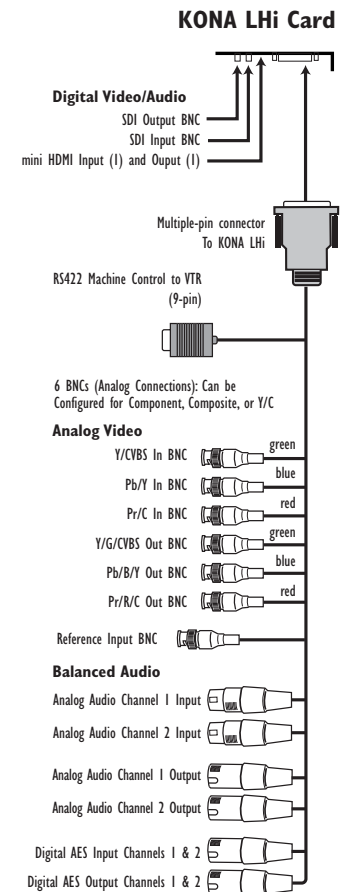 KONA LHi Card
Digital Video/Audio
SDI Output BNC
SDI Input BNC
mini HDMI Input (1) and Ouput (1)
Multiple-pin connector
To KONA LHi
RS422 Machine Control to VTR
(9-pin)
6 BNCs (Analog Connections): Can be
Configured for Component, Composite, or Y/C
Analog Video
Y/CVBS In BNC
green
Pb/Y In BNC
blue
Pr/C In BNC
red
Y/G/CVBS Out BNC
green
Pb/B/Y Out BNC
blue
Pr/R/C Out BNC
red
Reference Input BNC
Balanced Audio
Analog Audio Channel 1 Input
Analog Audio Channel 2 Input
Analog Audio Channel 1 Output
Analog Audio Channel 2 Output
Digital AES Input Channels 1 & 2
Digital AES Output Channels 1 & 2